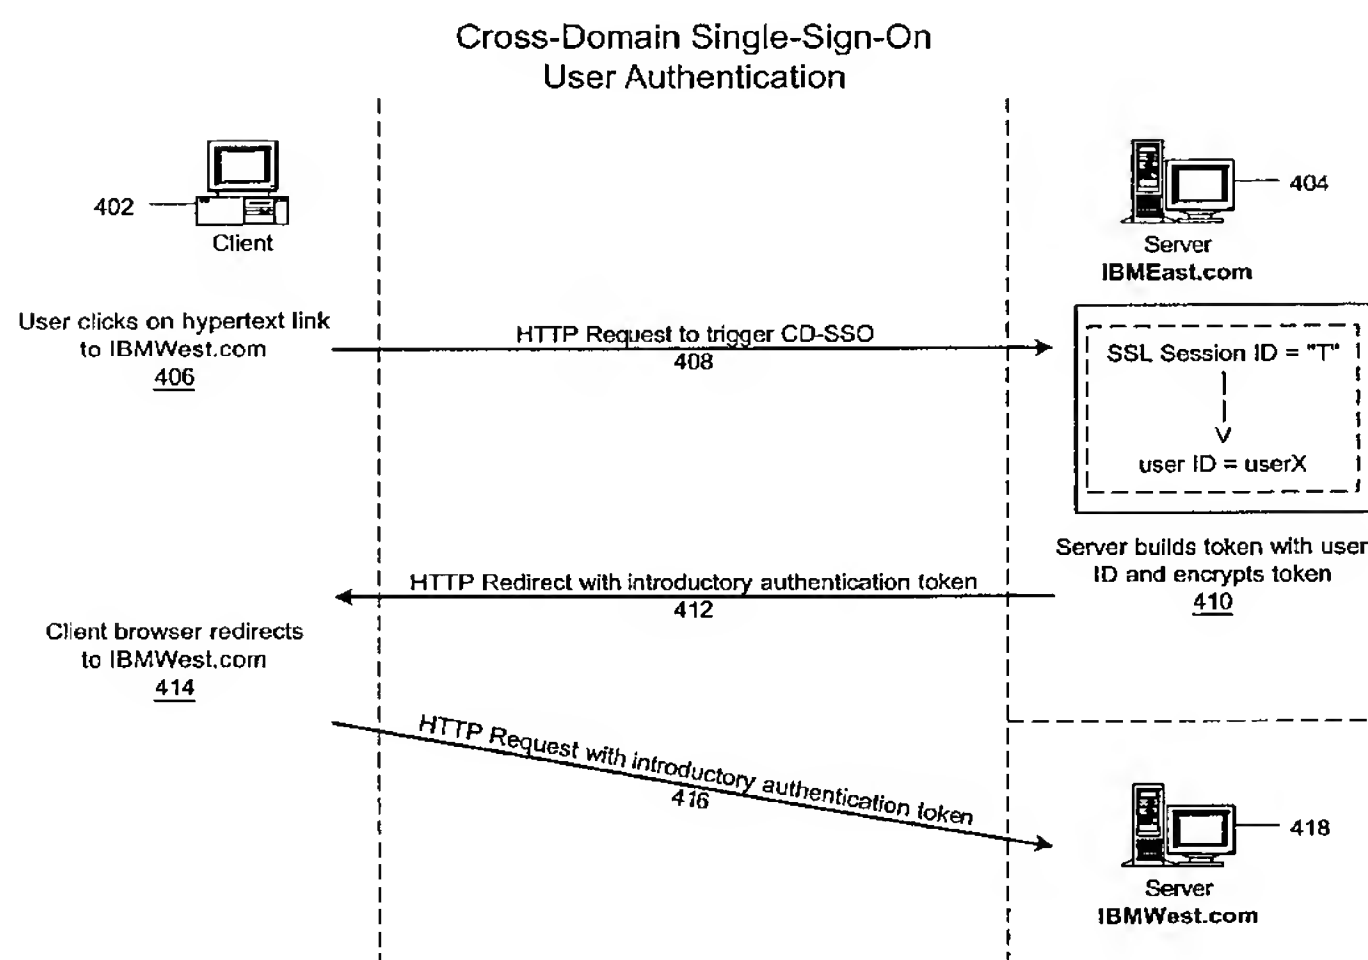 Cross-Domain Single-Sign-On
User Authentication
402
Client
404
Server
IBMEast.com
User clicks on hypertext link
to IBMWest.com
406
HTTP Request to trigger CD-SSO
408
SSL Session ID = "T"
user ID = userX
Server builds token with user
ID and encrypts token
410
HTTP Redirect with introductory authentication token
412
Client browser redirects
to IBMWest.com
414
HTTP Request with introductory authentication token
416
418
Server
IBMWest.com